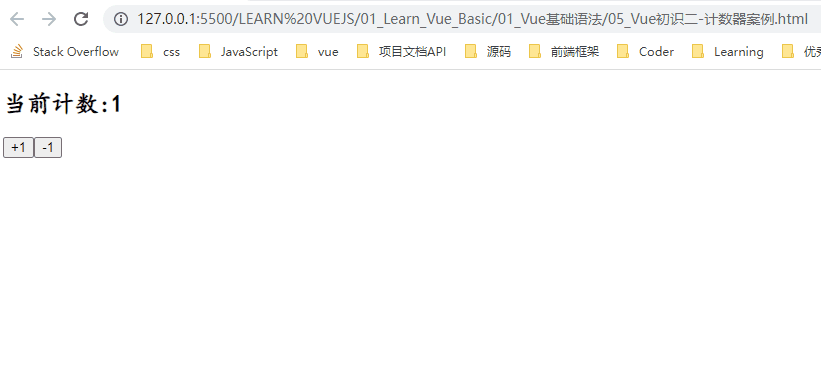 127.0.0.1:5500/LEARN%20VUEJS/01_Learn_Vue_Basic/01_Vue基础语法/05_Vue初识二-计数器案例.html
Stack Overflow css JavaScript vue 项目文档API 源码 前端框架 Coder Learning 优
当前计数:1
+1 -1